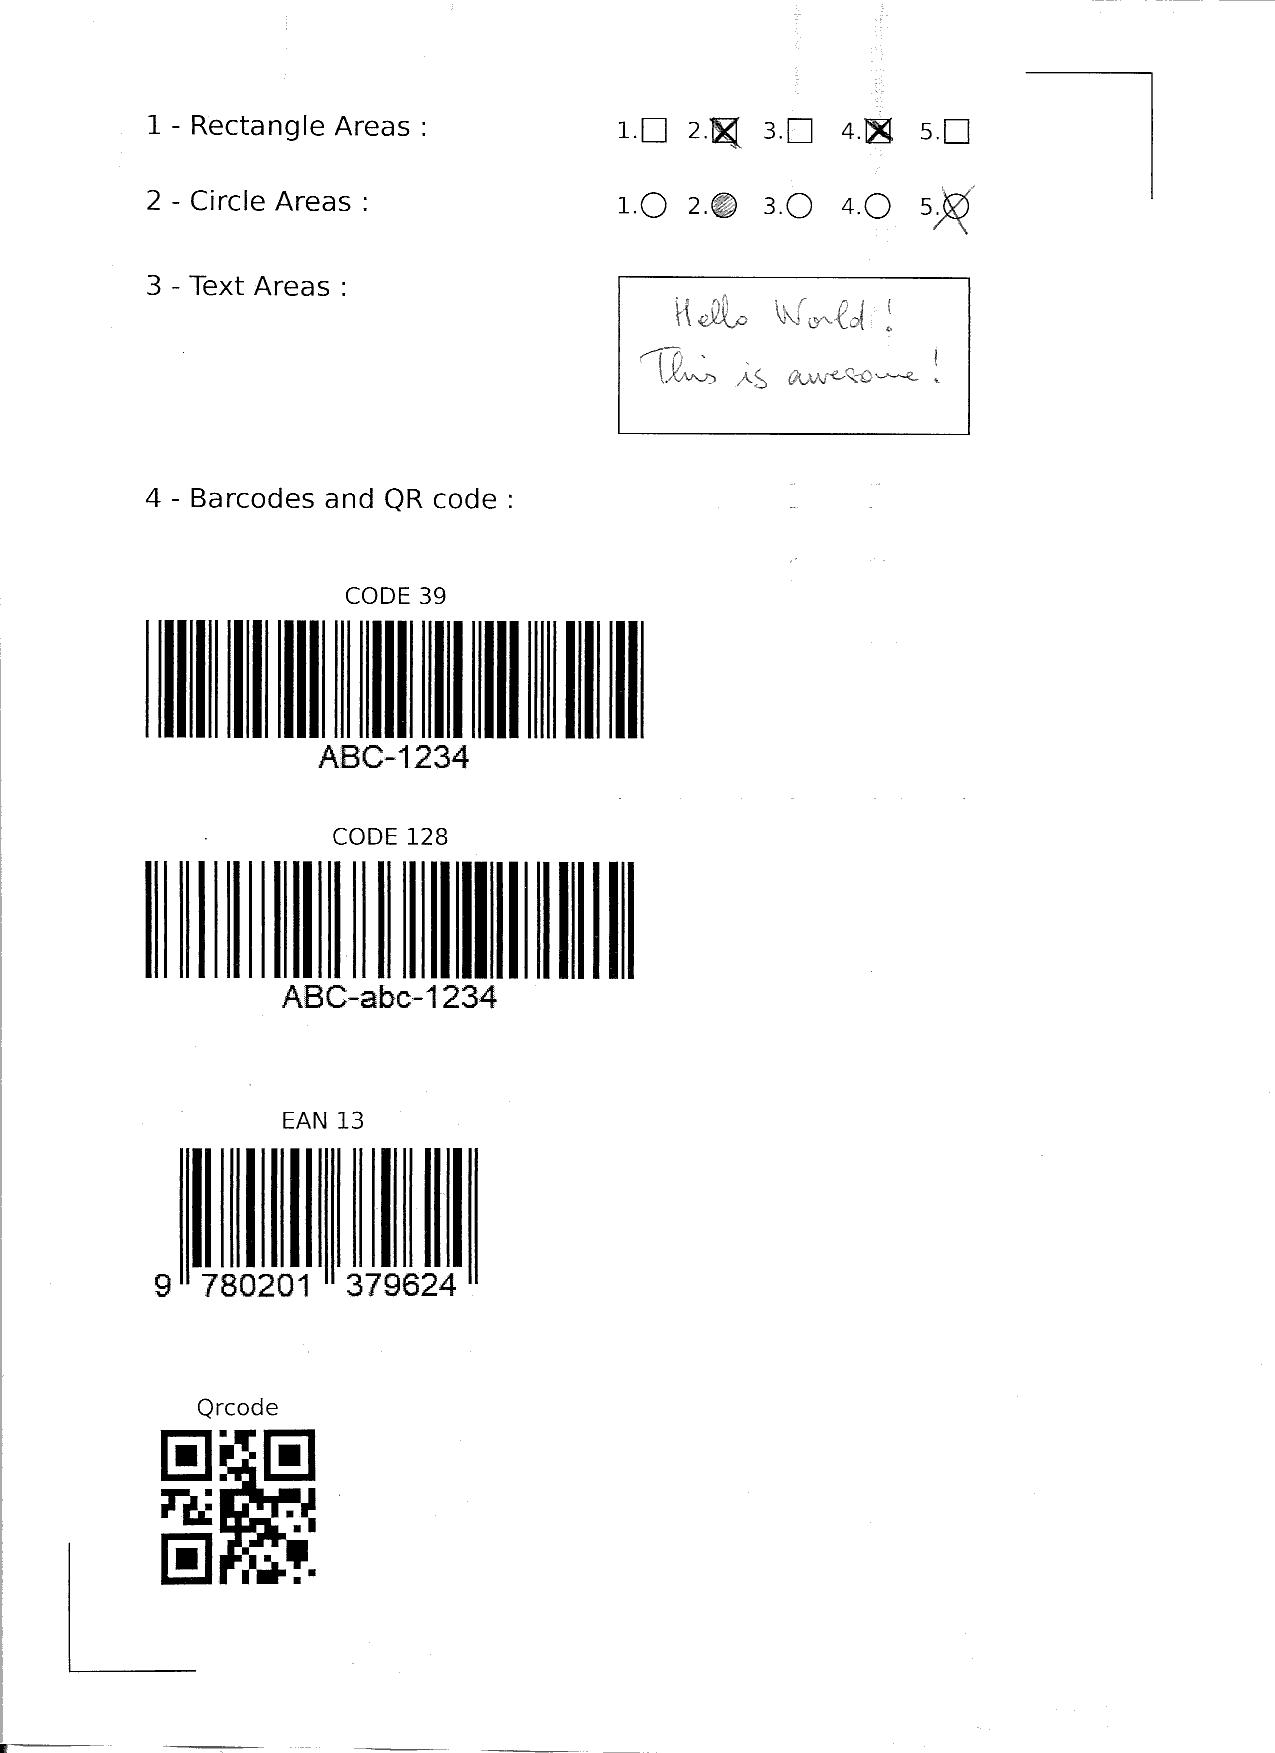 1 - Rectangle Areas : 1. 2. 3. 4. 5.
2 - Circle Areas : 1. 2. 3. 4. 5.
3 - Text Areas :
Hello World!
This is awesome!
4 - Barcodes and QR code :
CODE 39
ABC-1234
CODE 128
ABC-abc-1234
EAN 13
9 780201 379624
Qrcode